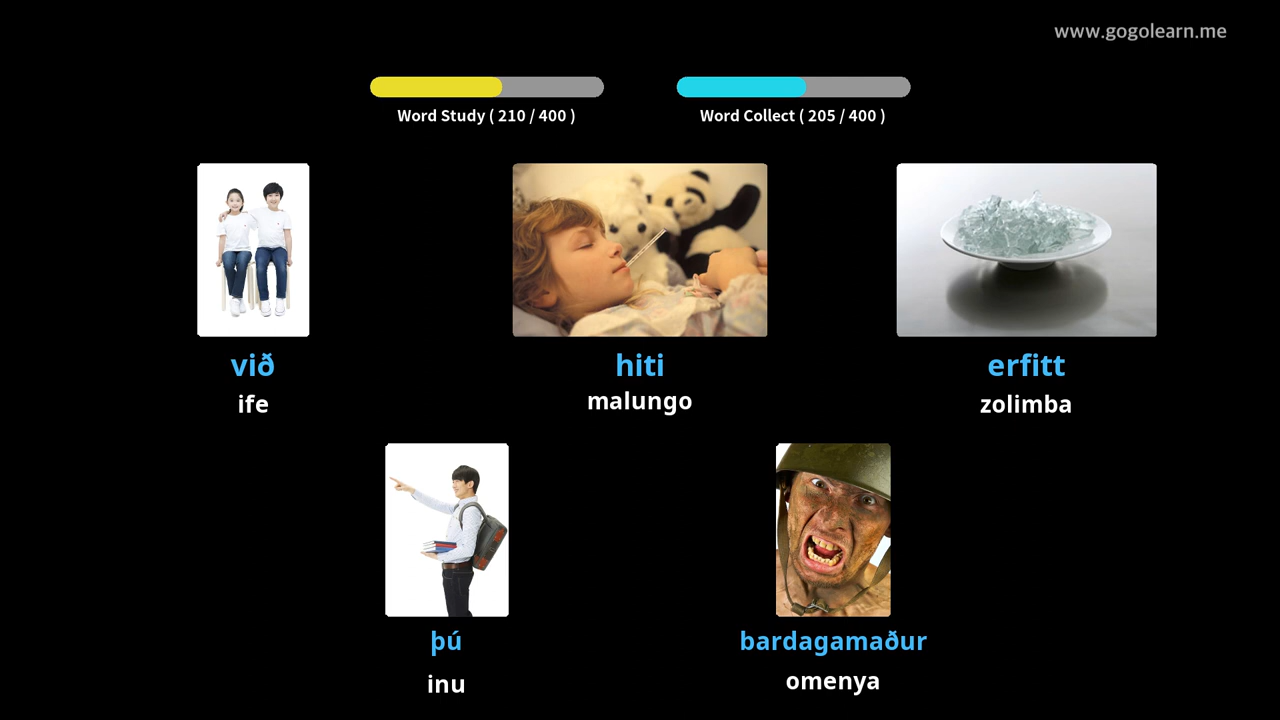 www.gogolearn.me
Word Study ( 210 / 400 )
Word Collect ( 205 / 400 )
við
ife
hiti
malungo
erfitt
zolimba
þú
inu
bardagamaður
omenya